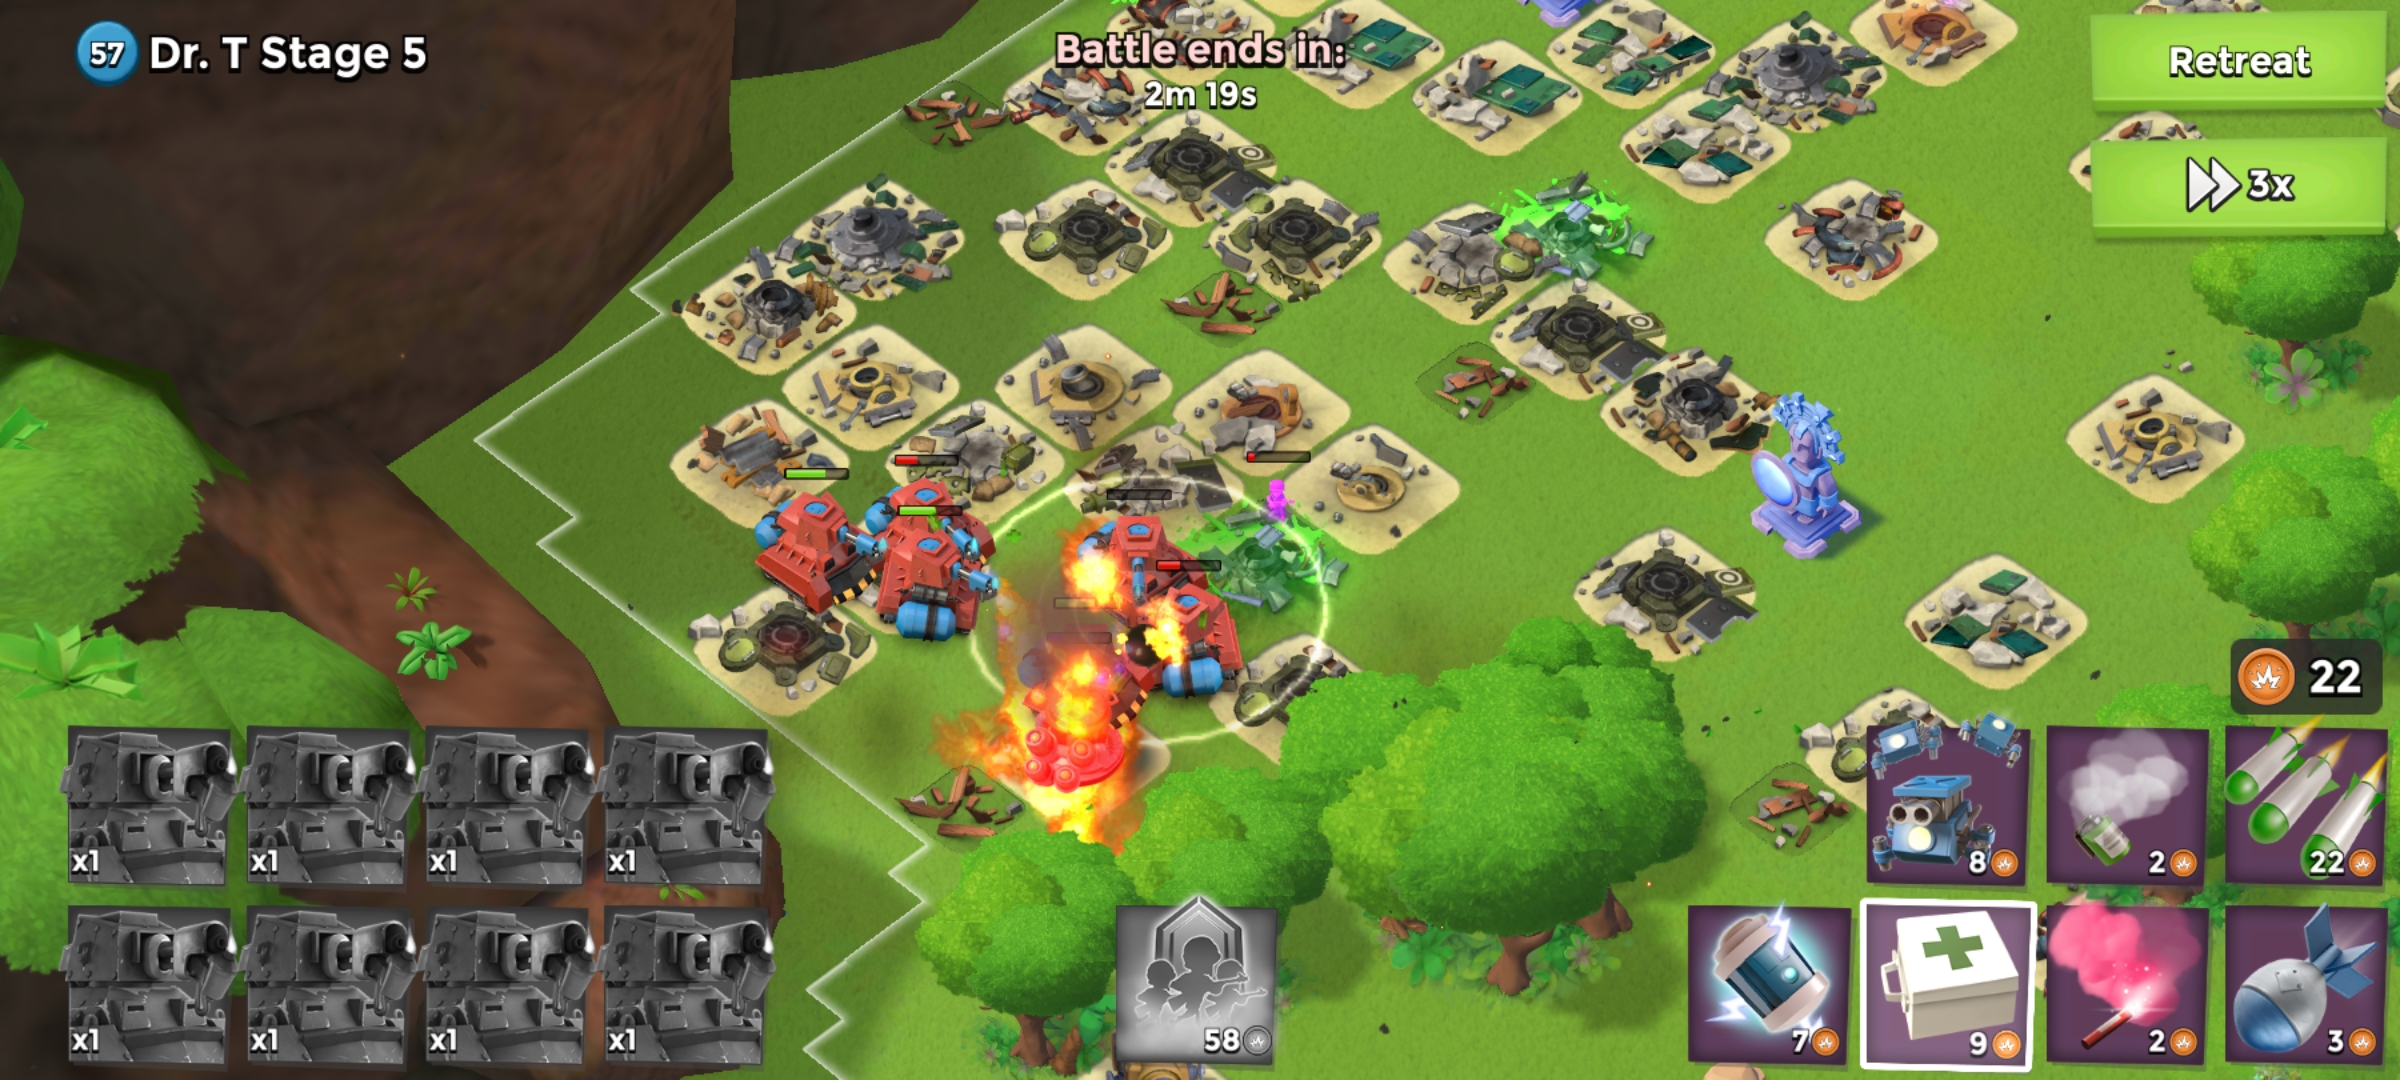 57 Dr. T Stage 5
Battle ends in:
2m 19s
Retreat
3x
22
x1 x1 x1 x1
8 2 22
x1 x1 x1 x1
58
7 9 2 3